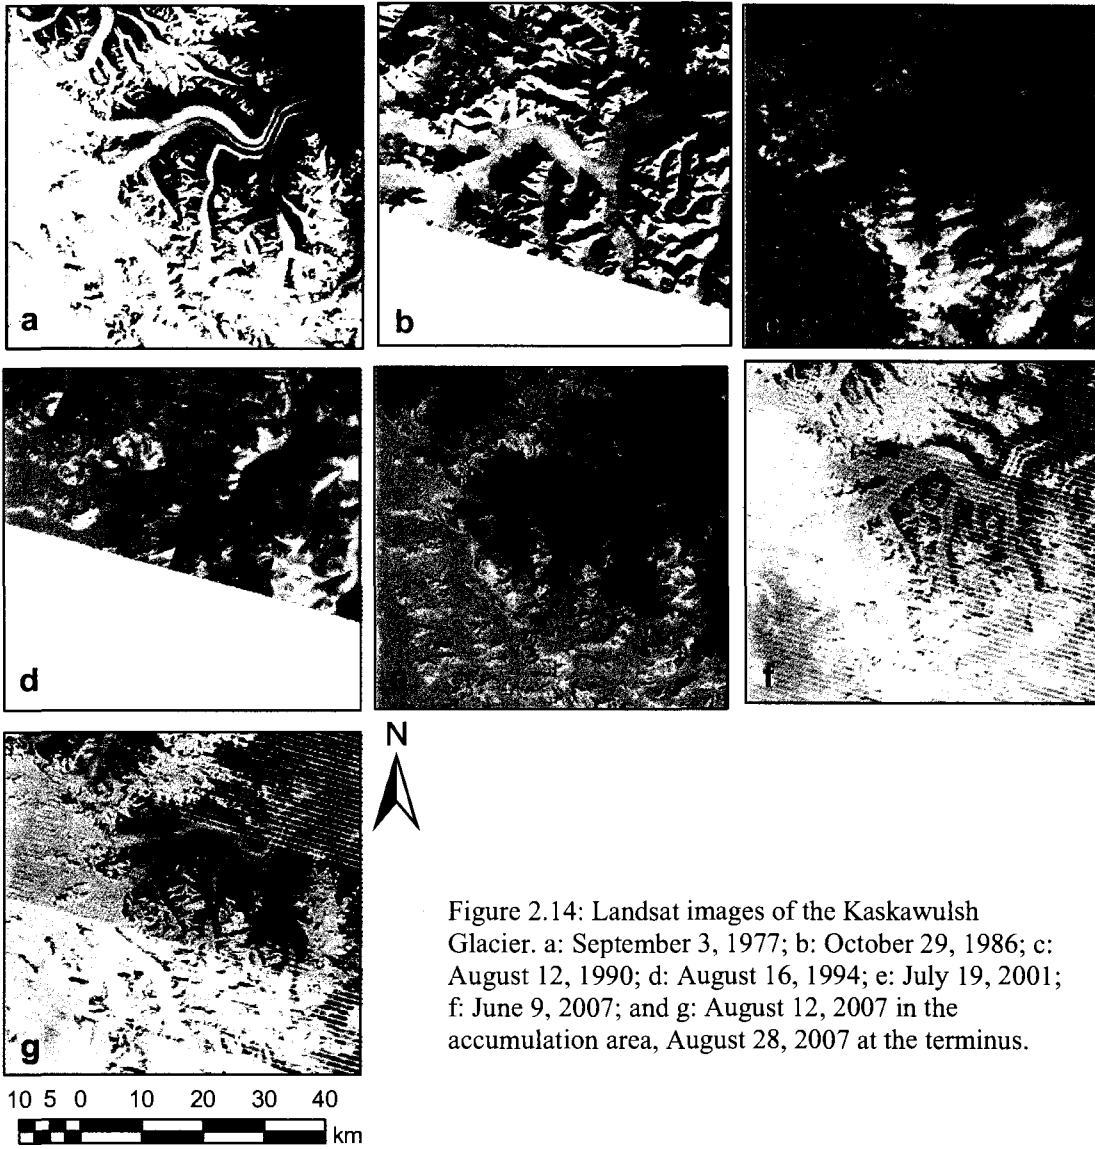 a
b
d
f
g
N
10 5 0 10 20 30 40
km
Figure 2.14: Landsat images of the Kaskawulsh
Glacier. a: September 3, 1977; b: October 29, 1986; c:
August 12, 1990; d: August 16, 1994; e: July 19, 2001;
f: June 9, 2007; and g: August 12, 2007 in the
accumulation area, August 28, 2007 at the terminus.